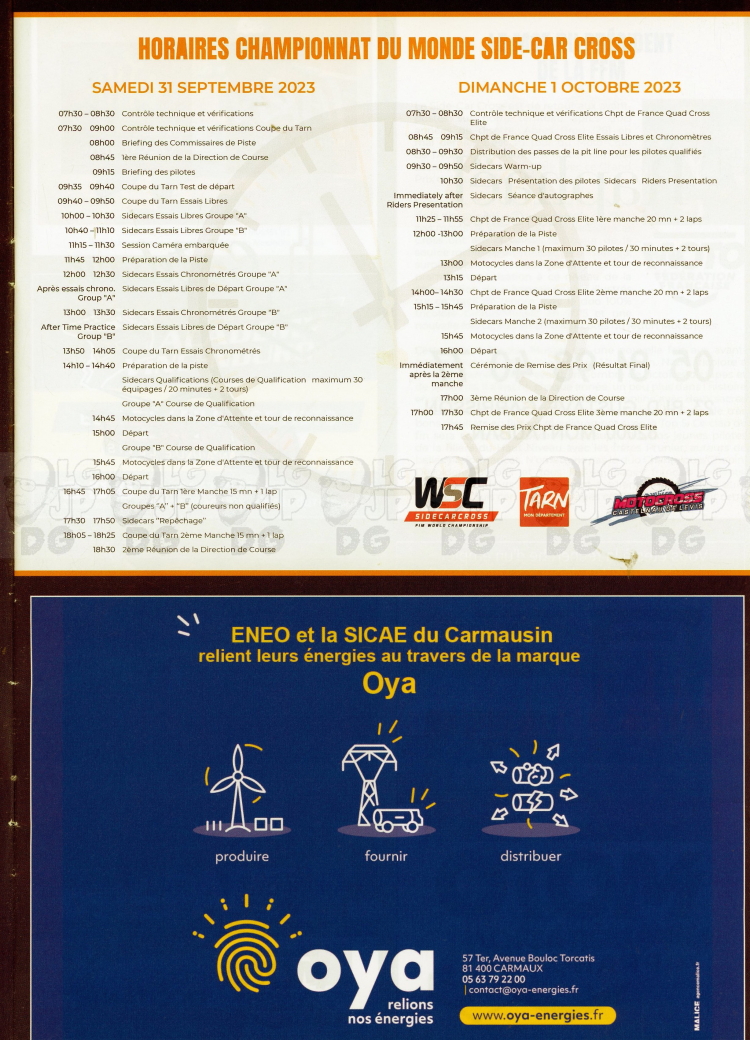 HORAIRES CHAMPIONNAT DU MONDE SIDE-CAR CROSS
SAMEDI 31 SEPTEMBRE 2023
07h30 – 08h30 Contrôle technique et vérifications
07h30 09h00 Contrôle technique et vérifications Coupe du Tarn
08h00 Briefing des Commissaires de Piste
08h45 1ère Réunion de la Direction de Course
09h15 Briefing des pilotes
09h35 09h40 Coupe du Tarn Test de départ
09h40 – 09h50 Coupe du Tarn Essais Libres
10h00 – 10h30 Sidecars Essais Libres Groupe "A"
10h40 – 11h10 Sidecars Essais Libres Groupe "B"
11h15 – 11h30 Session Caméra embarquée
11h45 12h00 Préparation de la Piste
12h00 12h30 Sidecars Essais Chronométrés Groupe "A"
Après essais chrono. Sidecars Essais Libres de Départ Groupe "A"
Group "A"
13h00 13h30 Sidecars Essais Chronométrés Groupe "B"
After Time Practice Sidecars Essais Libres de Départ Groupe "B"
Group "B"
13h50 14h05 Coupe du Tarn Essais Chronométrés
14h10 – 14h40 Préparation de la piste
Sidecars Qualifications (Courses de Qualification maximum 30
équipages / 20 minutes + 2 tours)
Groupe "A" Course de Qualification
14h45 Motocycles dans la Zone d'Attente et tour de reconnaissance
15h00 Départ
Groupe "B" Course de Qualification
15h45 Motocycles dans la Zone d'Attente et tour de reconnaissance
16h00 Départ
16h45 17h05 Coupe du Tarn 1ère Manche 15 mn + 1 lap
Groupes "A" + "B" (coureurs non qualifiés)
17h30 17h50 Sidecars "Repêchage"
18h05 – 18h25 Coupe du Tarn 2ème Manche 15 mn + 1 lap
18h30 2ème Réunion de la Direction de Course
DIMANCHE 1 OCTOBRE 2023
07h30 – 08h30 Contrôle technique et vérifications Chpt de France Quad Cross
Elite
08h45 09h15 Chpt de France Quad Cross Elite Essais Libres et Chronomètres
08h30 – 09h30 Distribution des passes de la pit line pour les pilotes qualifiés
09h30 – 09h50 Sidecars Warm-up
10h30 Sidecars Présentation des pilotes Sidecars Riders Presentation
Immediately after Sidecars Séance d'autographes
Riders Presentation
11h25 – 11h55 Chpt de France Quad Cross Elite 1ère manche 20 mn + 2 laps
12h00 -13h00 Préparation de la Piste
Sidecars Manche 1 (maximum 30 pilotes / 30 minutes + 2 tours)
13h00 Motocycles dans la Zone d'Attente et tour de reconnaissance
13h15 Départ
14h00– 14h30 Chpt de France Quad Cross Elite 2ème manche 20 mn + 2 laps
15h15 – 15h45 Préparation de la Piste
Sidecars Manche 2 (maximum 30 pilotes / 30 minutes + 2 tours)
15h45 Motocycles dans la Zone d'Attente et tour de reconnaissance
16h00 Départ
Immédiatement Cérémonie de Remise des Prix (Résultat Final)
après la 2ème
manche
17h00 3ème Réunion de la Direction de Course
17h00 17h30 Chpt de France Quad Cross Elite 3ème manche 20 mn + 2 laps
17h45 Remise des Prix Chpt de France Quad Cross Elite
WSC
SIDECARCROSS
FIM WORLD CHAMPIONSHIP
TARN
MON DÉPARTEMENT
MOTOCROSS
CASTELNAU DE LEVIS
ENEO et la SICAE du Carmausin
relient leurs énergies au travers de la marque
Oya
produire
fournir
distribuer
oya
relions
nos énergies
57 Ter, Avenue Bouloc Torcatis
81 400 CARMAUX
05 63 79 22 00
contact@oya-energies.fr
www.oya-energies.fr
MALICE agencemalice.fr